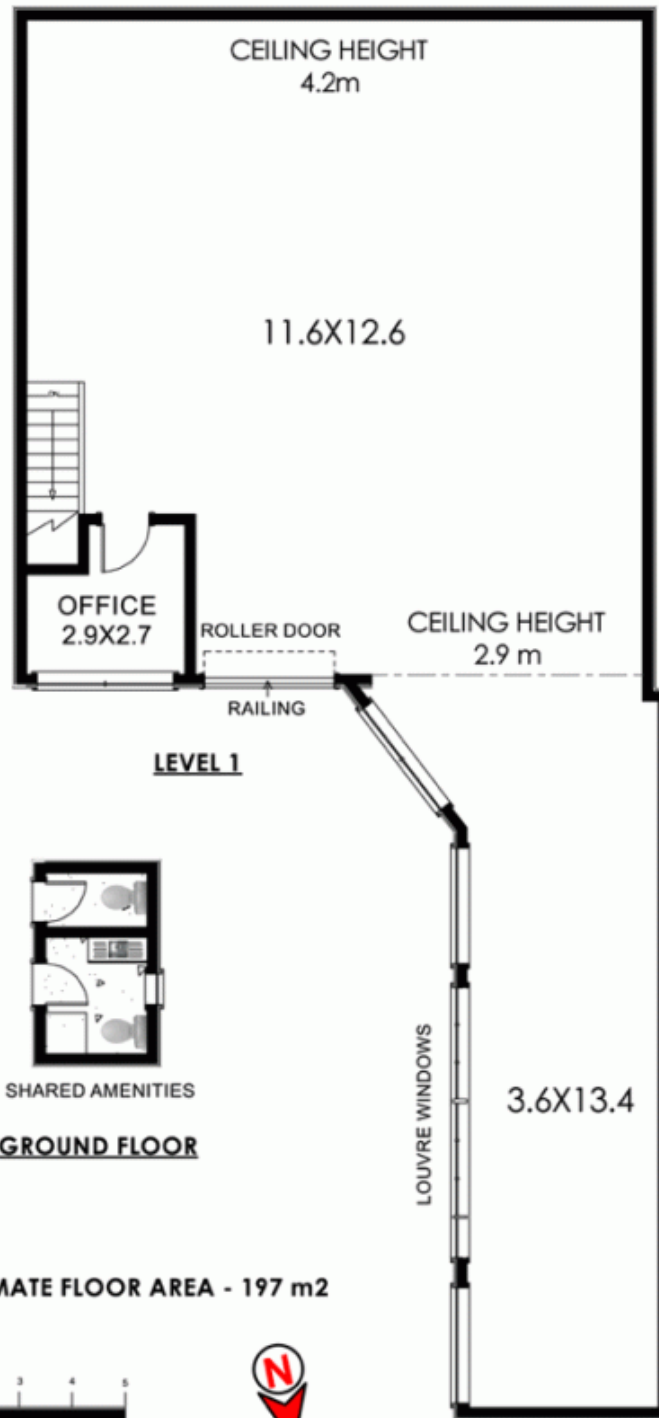 CEILING HEIGHT
4.2m
11.6X12.6
OFFICE
2.9X2.7
ROLLER DOOR
CEILING HEIGHT
2.9 m
RAILING
LEVEL 1
SHARED AMENITIES
LOUVRE WINDOWS
3.6X13.4
GROUND FLOOR
MATE FLOOR AREA - 197 m2
3 4 5
N